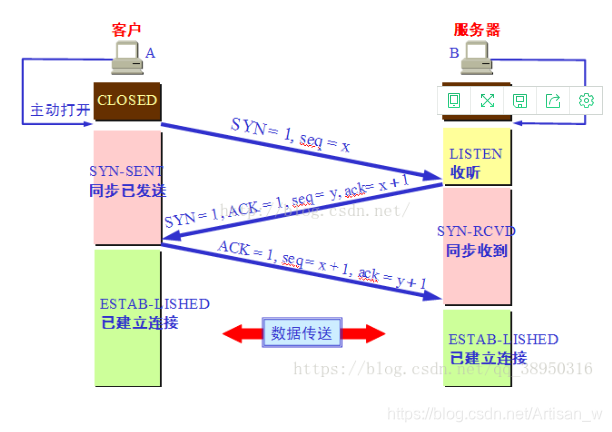 客户
服务器
A
B
CLOSED
主动打开
SYN=1, seq=x
LISTEN
收听
SYN-SENT
同步已发送
SYN=1, ACK=1, seq=y, ack=x+1
http://blog.csdn.net/
SYN-RCVD
同步收到
ACK=1, seq=x+1, ack=y+1
ESTAB-LISHED
已建立连接
数据传送
ESTAB-LISHED
已建立连接
https://blog.csdn.net/qq_38950316
https://blog.csdn.net/Artisan_w